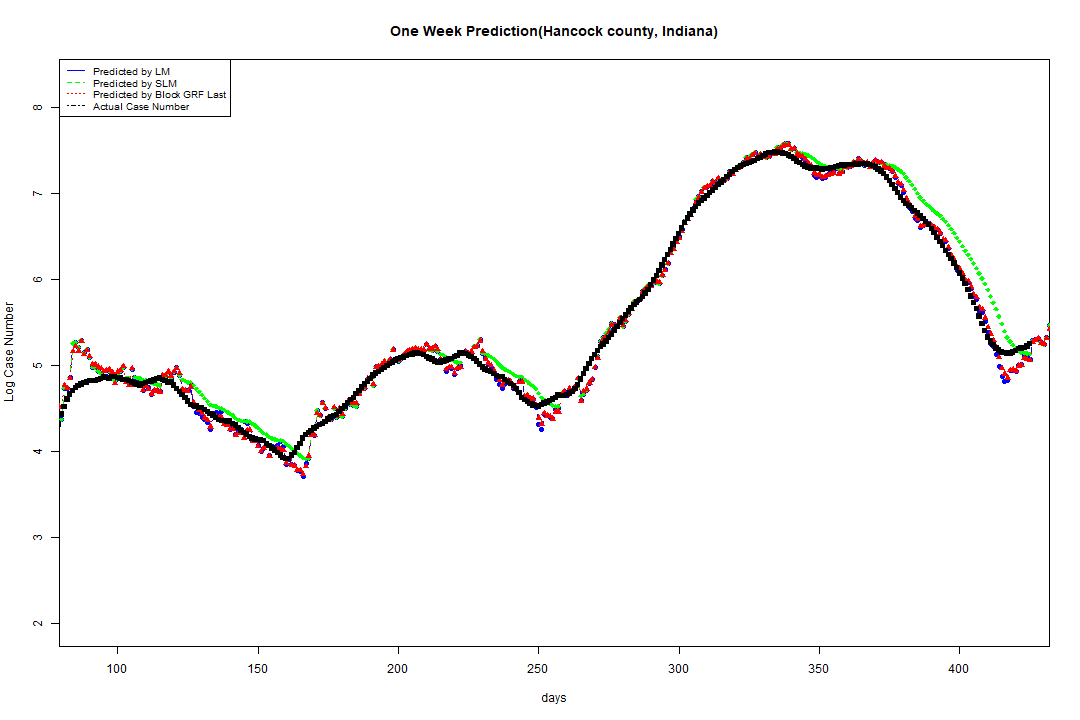 One Week Prediction(Hancock county, Indiana)
Predicted by LM
Predicted by SLM
Predicted by Block GRF Last
Actual Case Number
8
7
6
5
4
3
2
Log Case Number
100 150 200 250 300 350 400
days